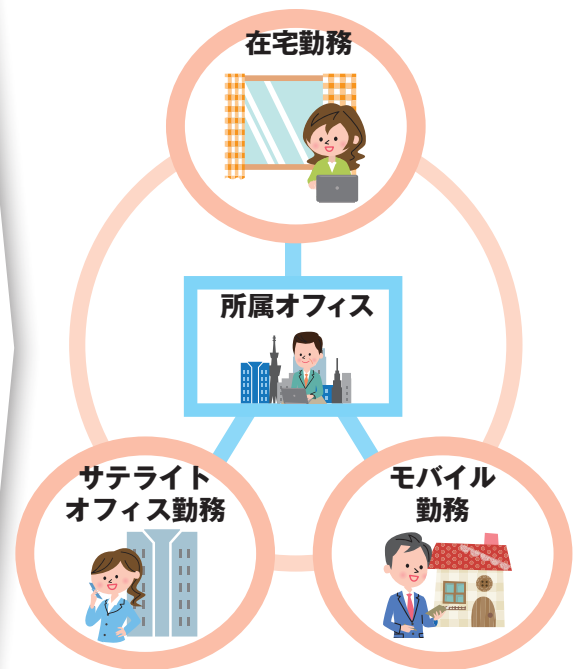 在宅勤務
所属オフィス
サテライト
オフィス勤務
モバイル
勤務